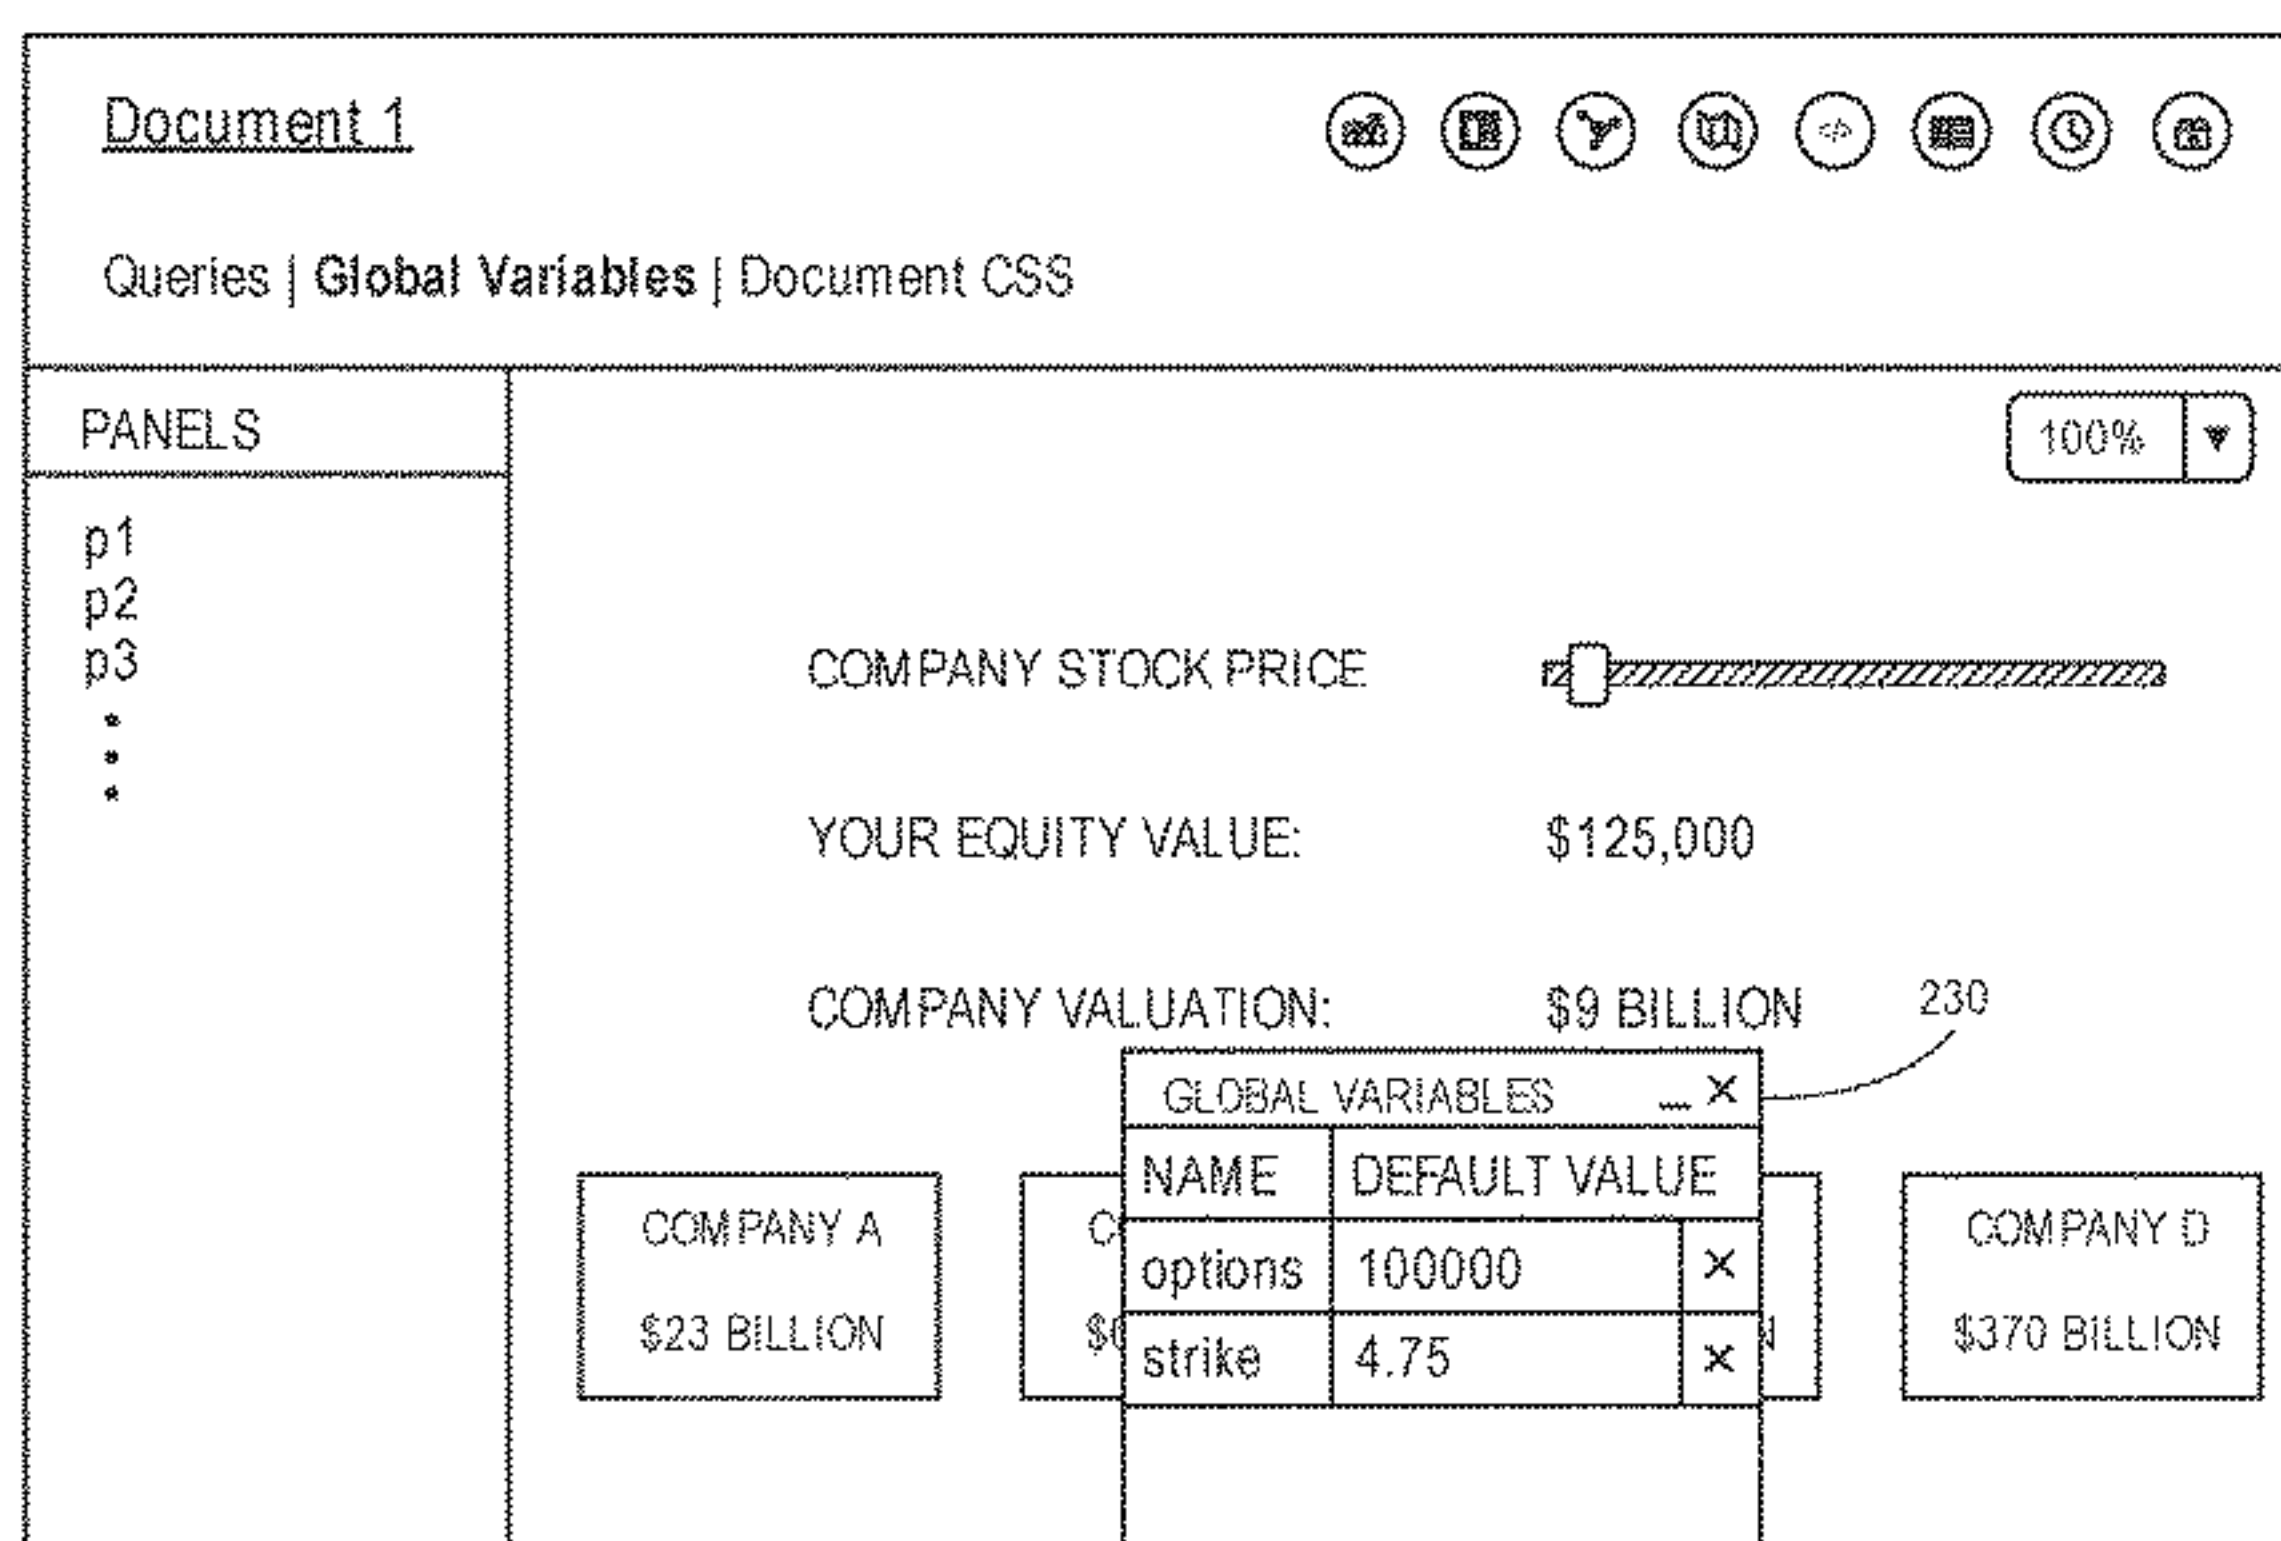 Document 1
Queries | Global Variables | Document CSS
PANELS
100%
p1
p2
p3
COMPANY STOCK PRICE
YOUR EQUITY VALUE: $125,000
COMPANY VALUATION: $9 BILLION
230
GLOBAL VARIABLES
NAME DEFAULT VALUE
options 100000
strike 4.75
COMPANY A
$23 BILLION
COMPANY D
$370 BILLION